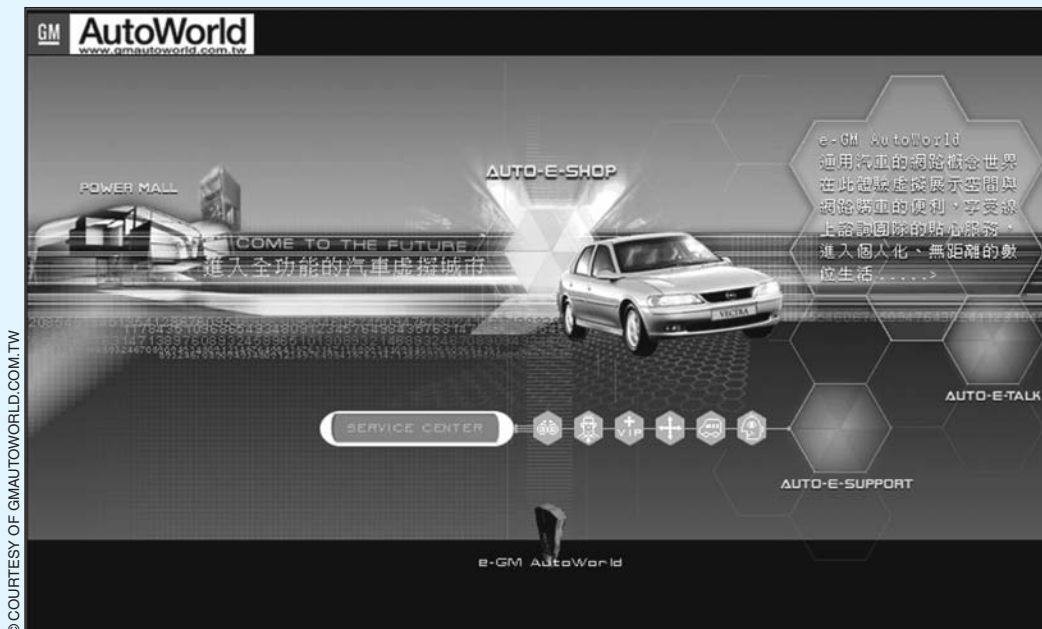 GM
AutoWorld
www.gmautoworld.com.tw
POWER MALL
AUTO-E-SHOP
COME TO THE FUTURE
進入全功能的汽車虛擬城市
e-GM AutoWorld
通用汽車的網路概念世界
在此體驗虛擬展示空間與
網路購車的便利，享受線
上諮詢團隊的貼心服務，
進入個人化、無距離的數
位生活.....>
VECTRA
AUTO-E-TALK
SERVICE CENTER
VIP
AUTO-E-SUPPORT
e-GM AutoWorld
© COURTESY OF GMAUTOWORLD.COM.TW